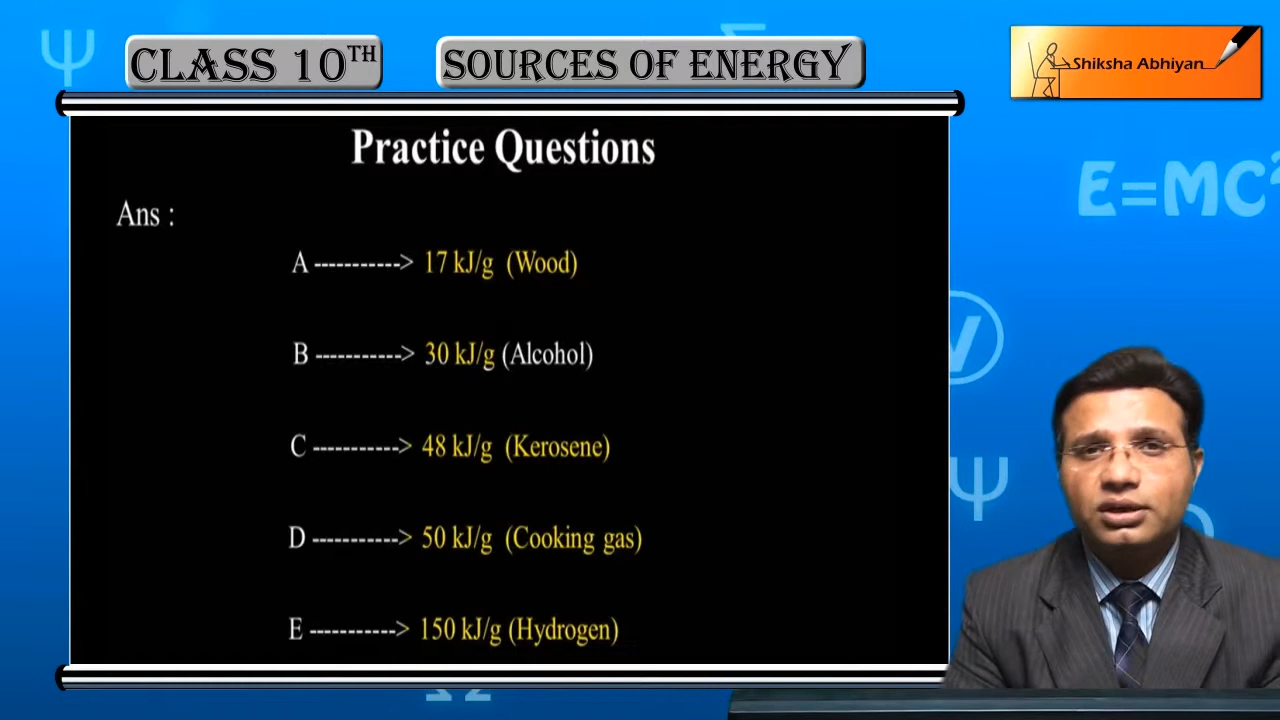 CLASS 10TH
SOURCES OF ENERGY
Shiksha Abhiyan
Practice Questions
Ans :
A -----------> 17 kJ/g (Wood)
B -----------> 30 kJ/g (Alcohol)
C -----------> 48 kJ/g (Kerosene)
D -----------> 50 kJ/g (Cooking gas)
E -----------> 150 kJ/g (Hydrogen)
E=MC²
Ψ
Ψ
V